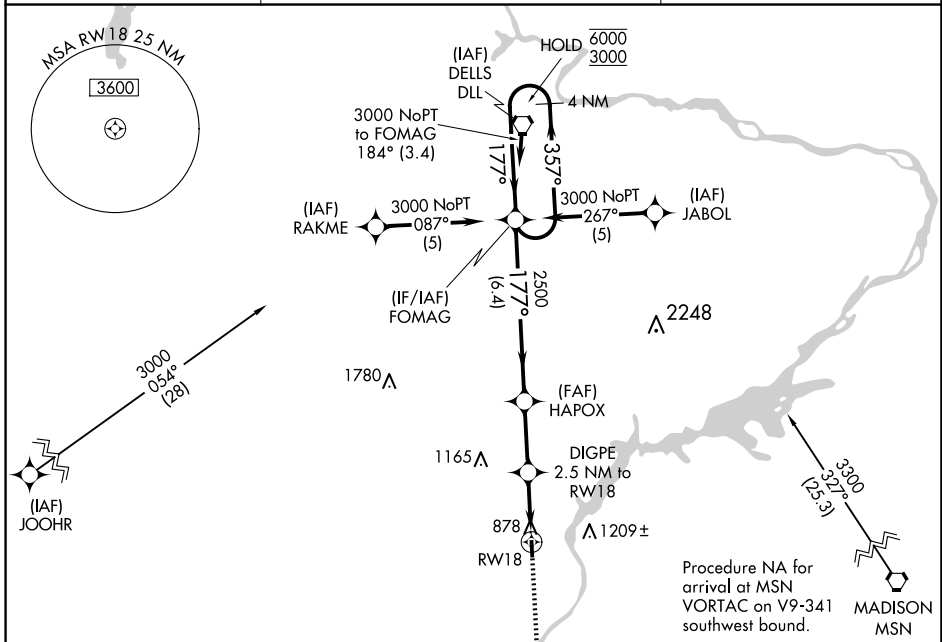 MSA RW18 25 NM
3600
(IAF)
DELLS
DLL
HOLD
6000
3000
4 NM
3000 NoPT
to FOMAG
184° (3.4)
177°
357°
(IAF)
RAKME
3000 NoPT
087°
(5)
3000 NoPT
267°
(5)
(IAF)
JABOL
(IF/IAF)
FOMAG
2500
177°
(6.4)
2248
3000
054°
(28)
1780
(FAF)
HAPOX
1165
DIGPE
2.5 NM to
RW18
(IAF)
JOOHR
878
RW18
1209±
3300
327°
(25.3)
Procedure NA for
arrival at MSN
VORTAC on V9-341
southwest bound.
MADISON
MSN